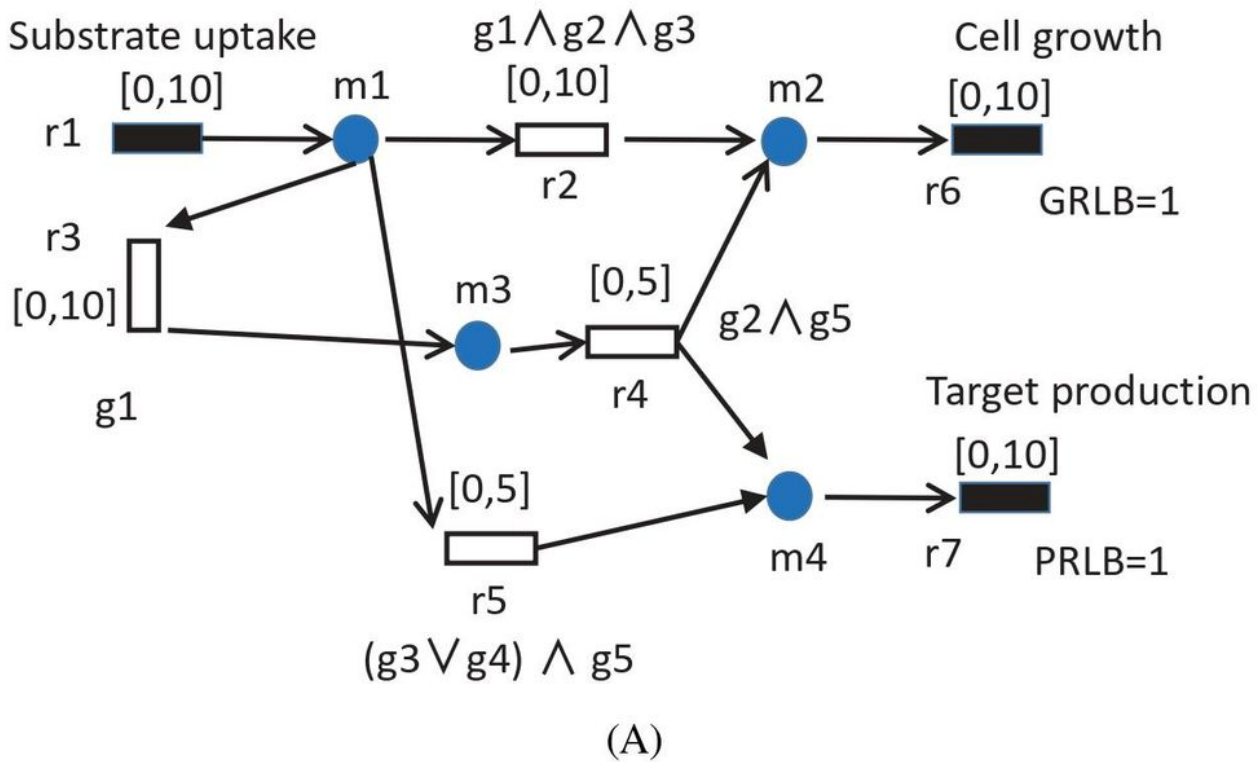 Substrate uptake
g1∧g2∧g3
Cell growth
[0,10]
m1
[0,10]
m2
[0,10]
r1
r2
r6
GRLB=1
r3
[0,10]
m3
[0,5]
g2∧g5
g1
r4
Target production
[0,10]
[0,5]
m4
r7
PRLB=1
r5
(g3∨g4) ∧ g5
(A)